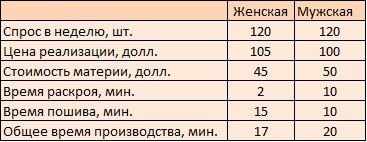 Женская Мужская
Спрос в неделю, шт. 120 120
Цена реализации, долл. 105 100
Стоимость материи, долл. 45 50
Время раскроя, мин. 2 10
Время пошива, мин. 15 10
Общее время производства, мин. 17 20